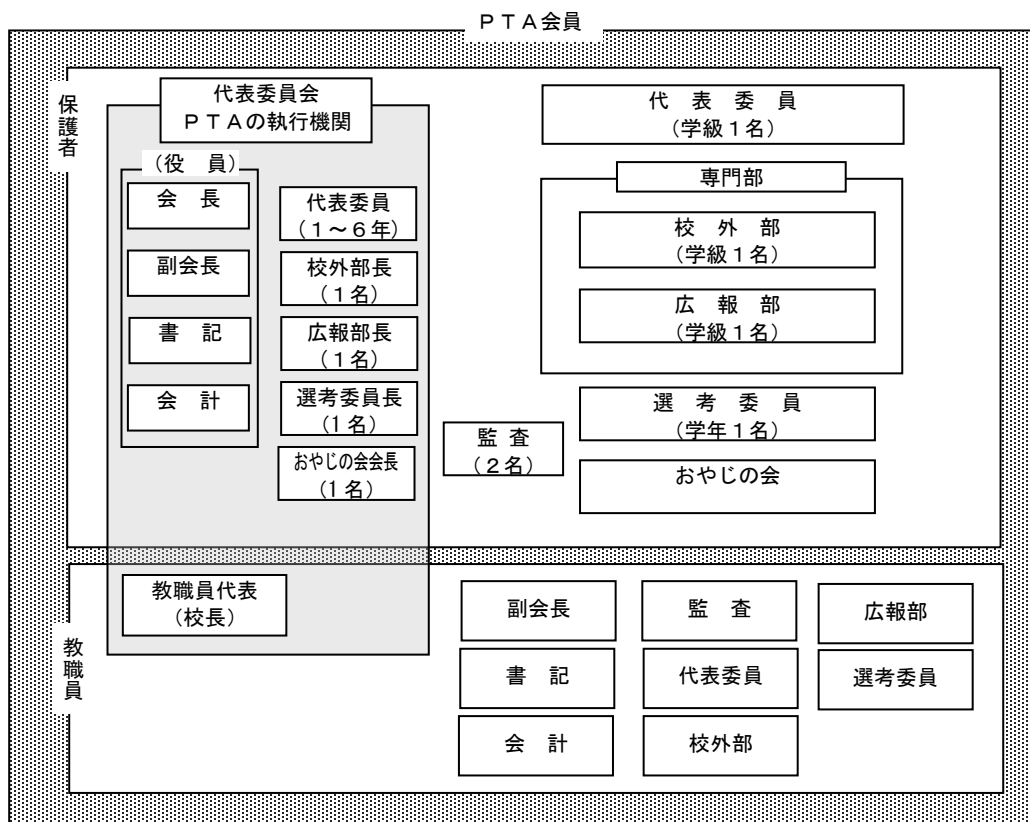 ＰＴＡ会員
保護者
代表委員会
ＰＴＡの執行機関
（役　員）
会　長
副会長
書　記
会　計
代表委員
（１～６年）
校外部長
（１名）
広報部長
（１名）
選考委員長
（１名）
おやじの会会長
（１名）
監 査
（２名）
代　表　委　員
（学級１名）
専門部
校　外　部
（学級１名）
広　報　部
（学級１名）
選　考　委　員
（学年１名）
おやじの会
教職員
教職員代表
（校長）
副会長
監　査
広報部
書　記
代表委員
選考委員
会　計
校外部